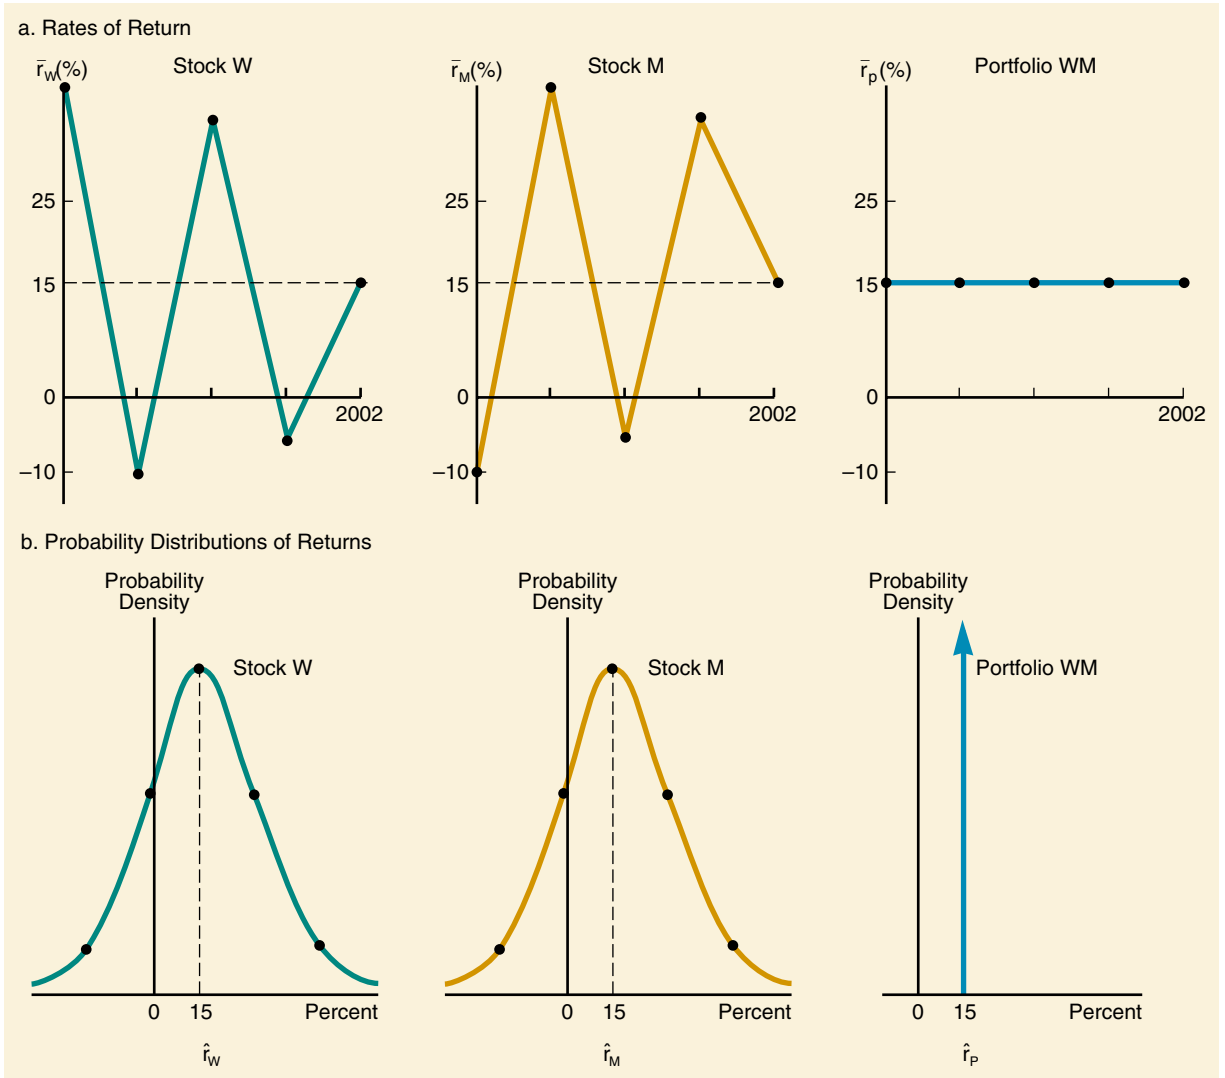 a. Rates of Return
r̄W(%)
Stock W
25
15
0
–10
2002
r̄M(%)
Stock M
25
15
0
–10
2002
r̄p(%)
Portfolio WM
25
15
0
–10
2002
b. Probability Distributions of Returns
Probability
Density
Stock W
0 15 Percent
r̂W
Probability
Density
Stock M
0 15 Percent
r̂M
Probability
Density
Portfolio WM
0 15 Percent
r̂P